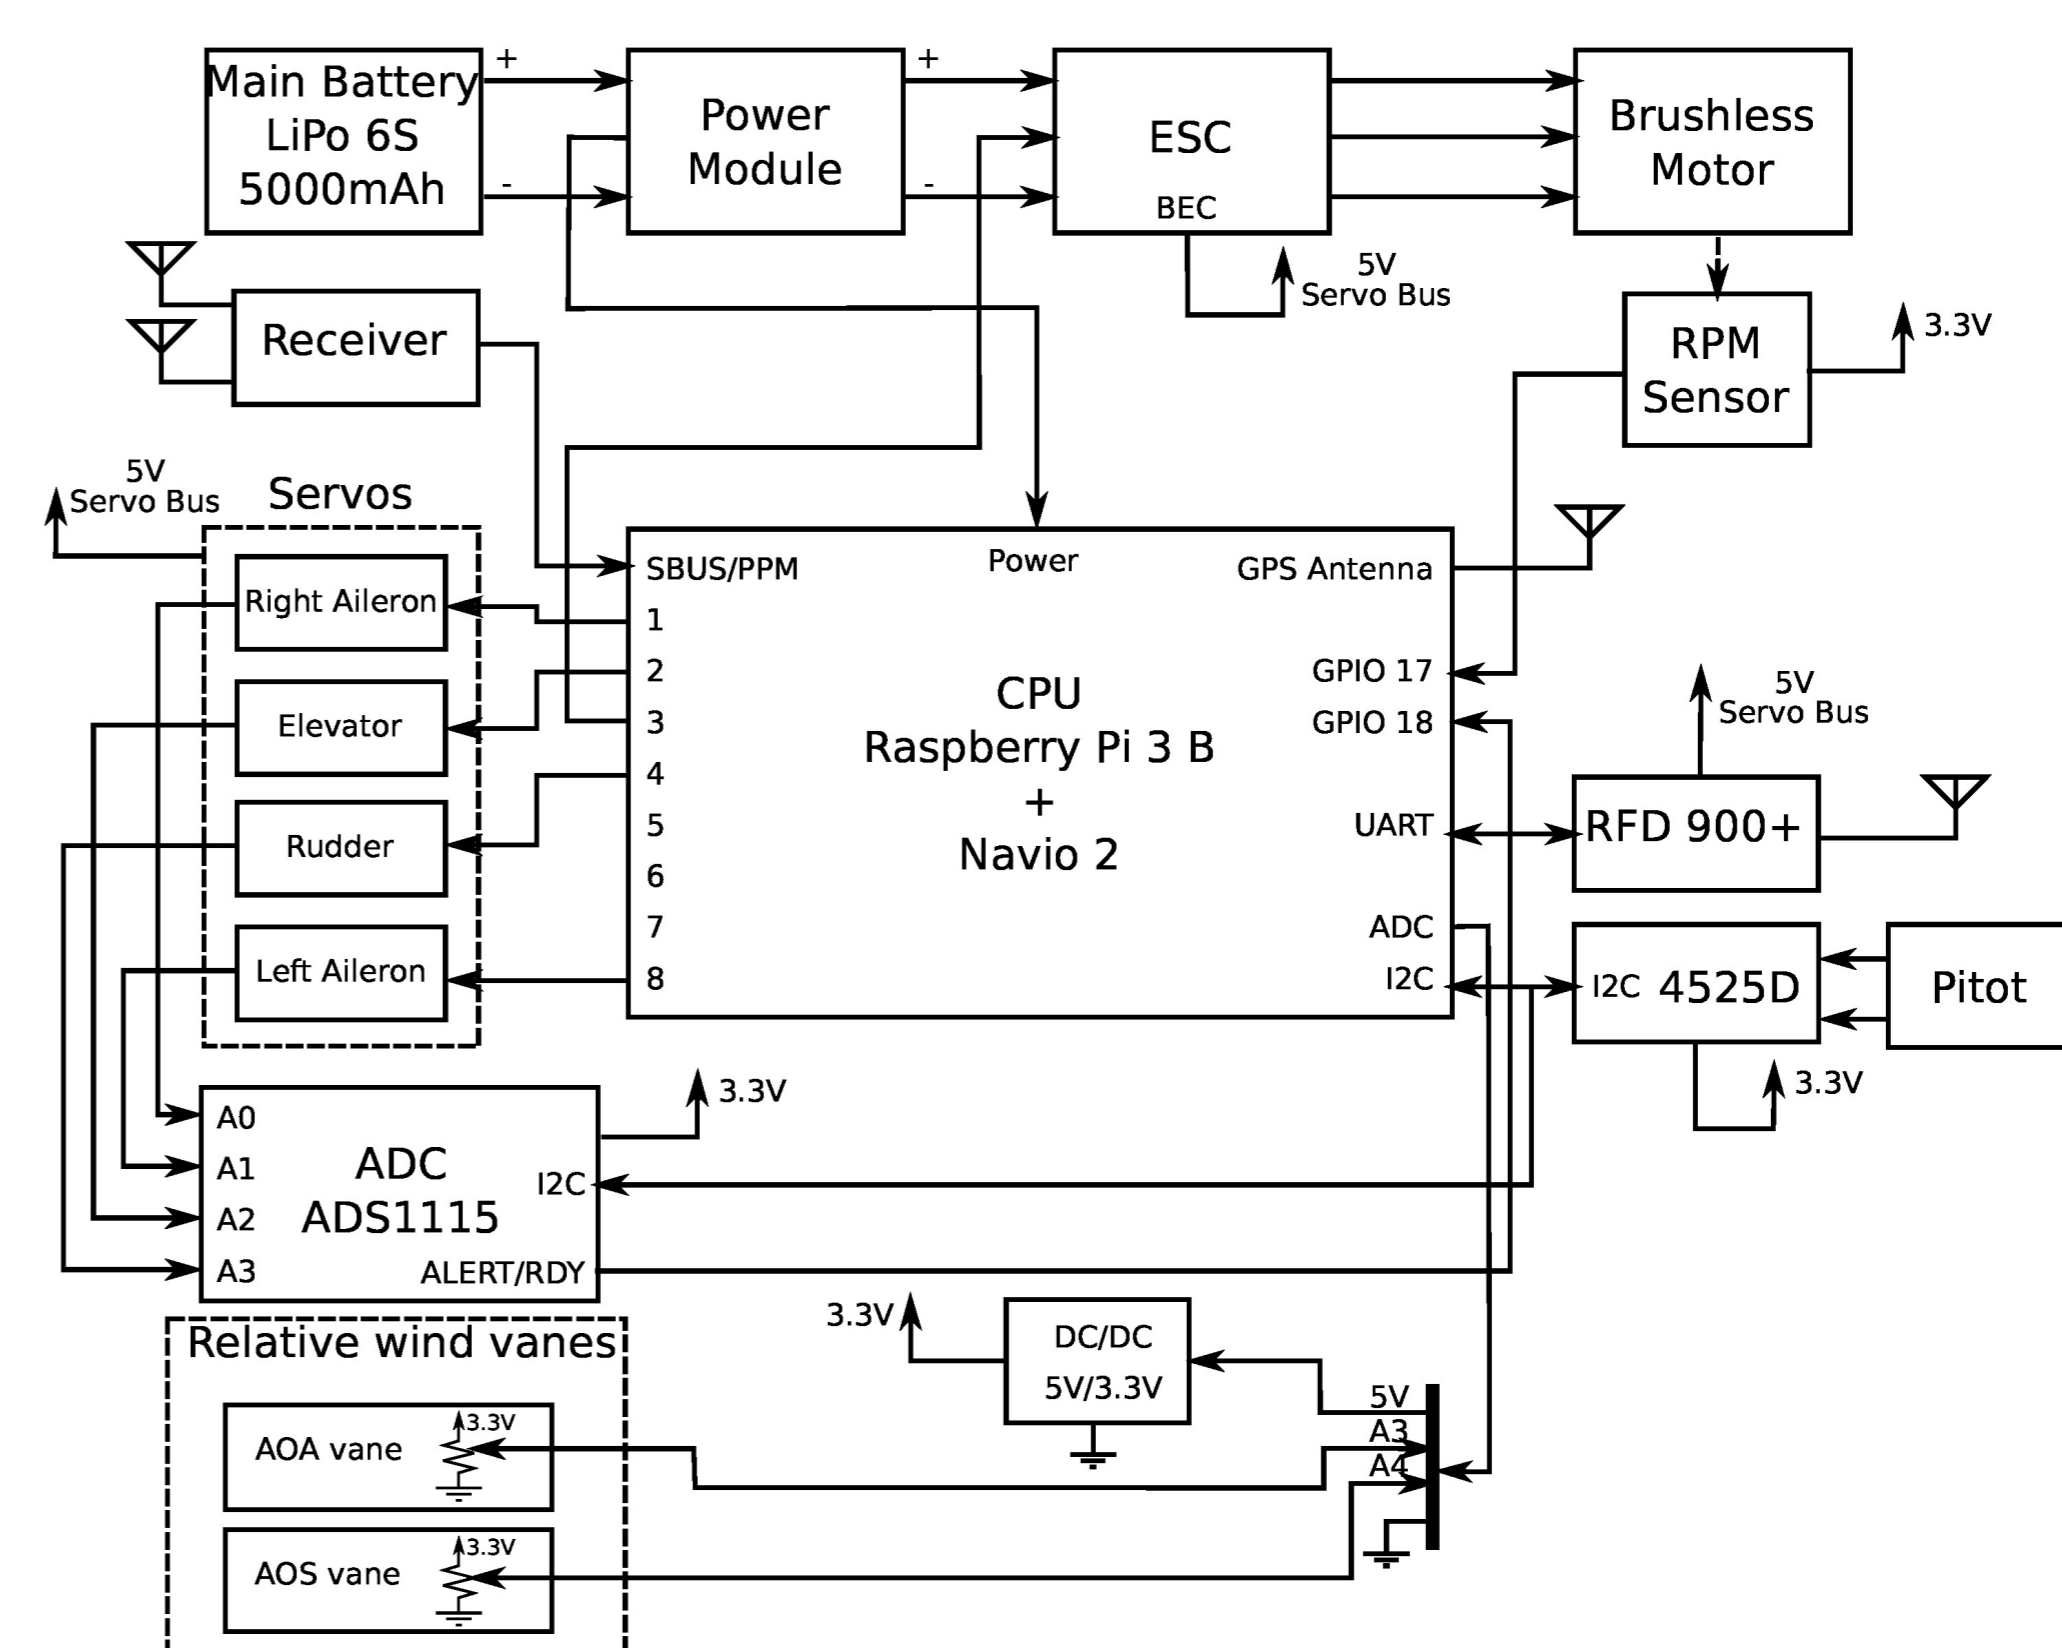 Main Battery
LiPo 6S
5000mAh
+
-
Power
Module
+
-
ESC
BEC
Brushless
Motor
5V
Servo Bus
Receiver
RPM
Sensor
3.3V
5V
Servo Bus
Servos
Right Aileron
Elevator
Rudder
Left Aileron
SBUS/PPM
1
2
3
4
5
6
7
8
Power
CPU
Raspberry Pi 3 B
+
Navio 2
GPS Antenna
GPIO 17
GPIO 18
UART
ADC
I2C
5V
Servo Bus
RFD 900+
I2C 4525D
Pitot
3.3V
A0
A1
A2
A3
ADC
ADS1115
I2C
ALERT/RDY
3.3V
Relative wind vanes
AOA vane
3.3V
AOS vane
3.3V
3.3V
DC/DC
5V/3.3V
5V
A3
A4